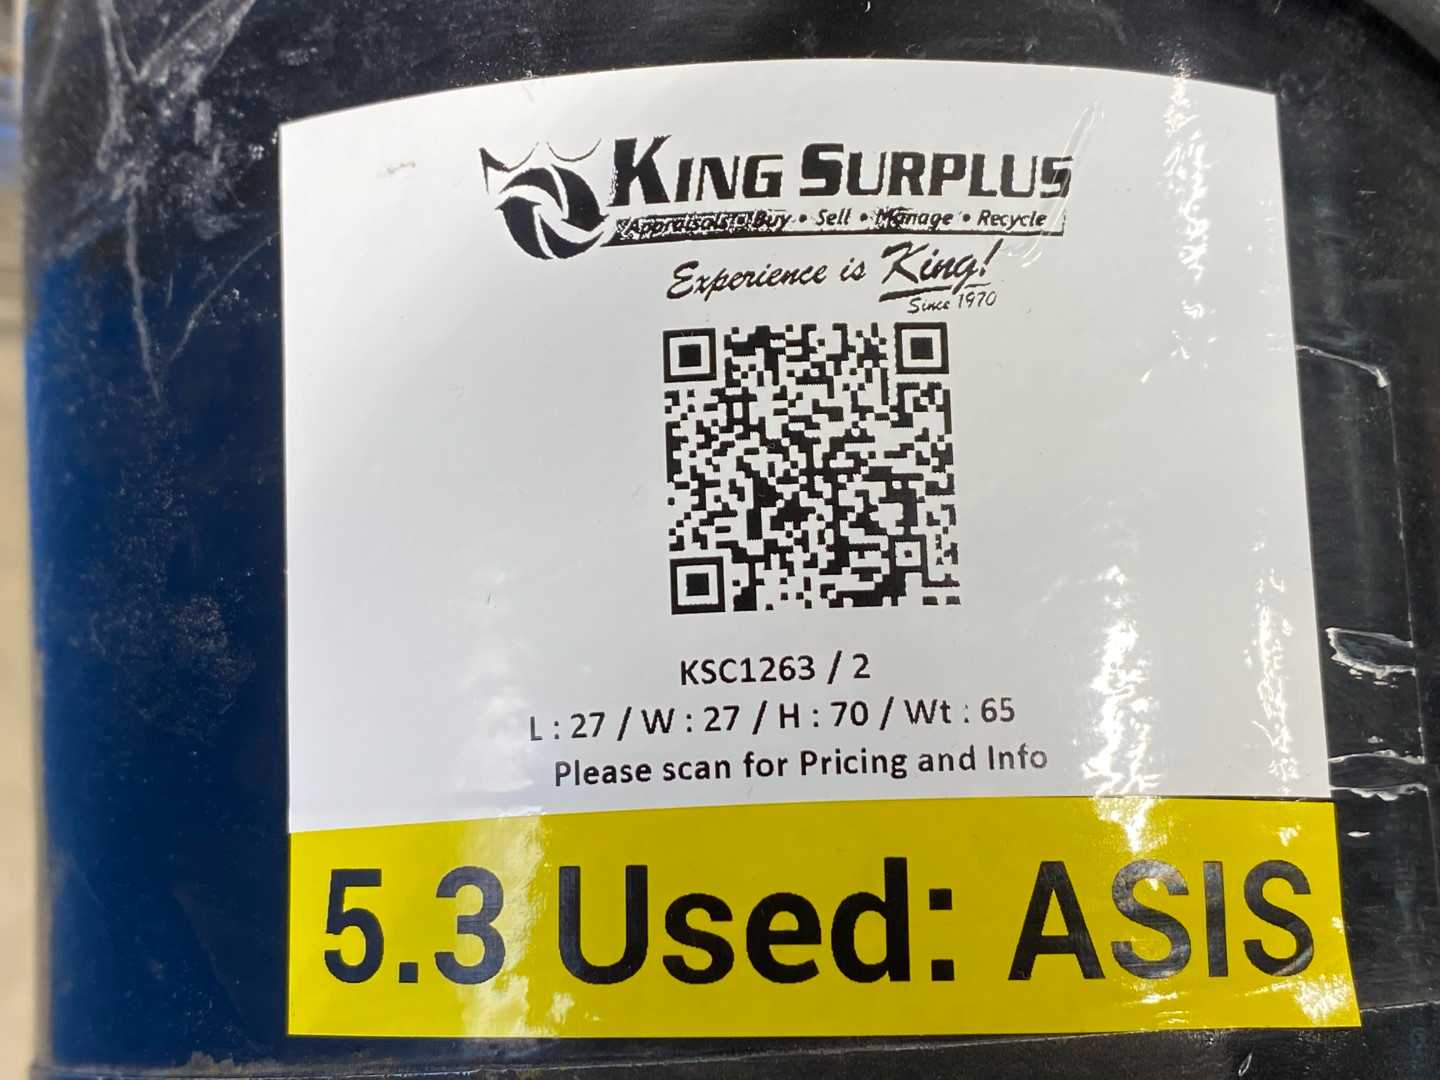 KING SURPLUS
Appraisals • Buy • Sell • Manage • Recycle
Experience is King!
Since 1970
KSC1263 / 2
L : 27 / W : 27 / H : 70 / Wt : 65
Please scan for Pricing and Info
5.3 Used: ASIS